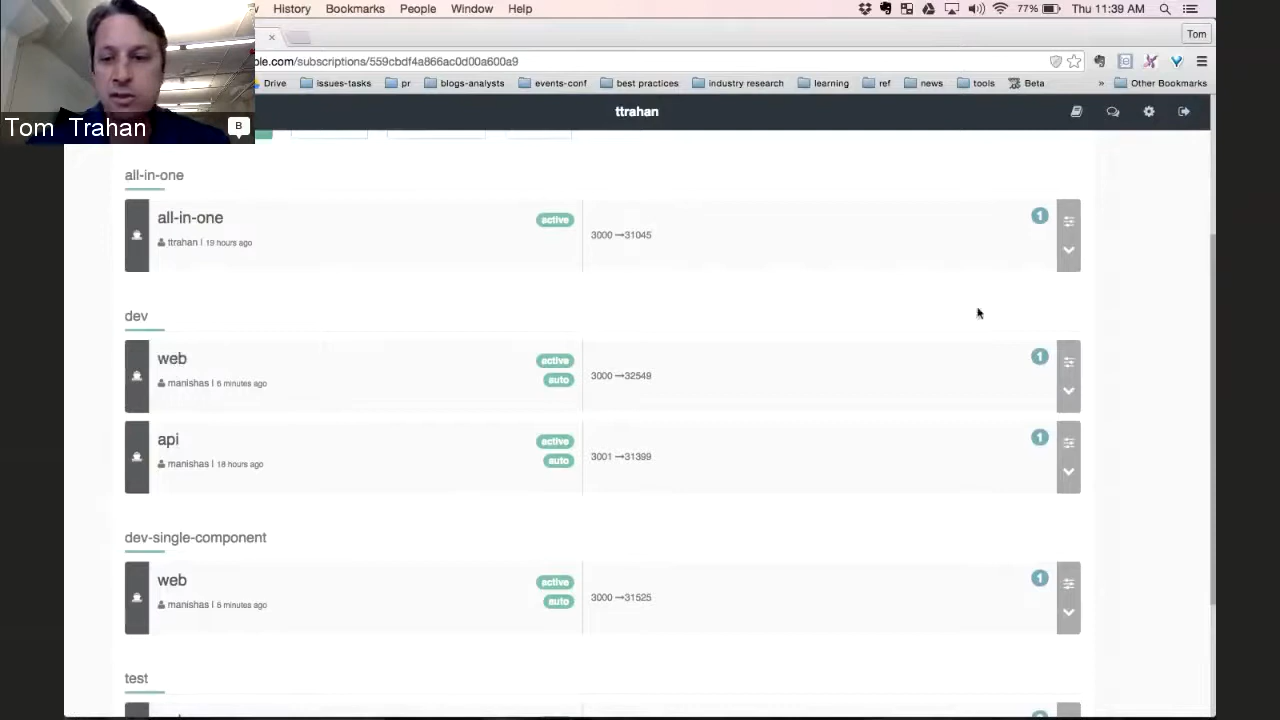 History Bookmarks People Window Help 77% Thu 11:39 AM
Tom
ble.com/subscriptions/559cbdf4a866ac0d00a600a9
Drive issues-tasks pr blogs-analysts events-conf best practices industry research learning ref news tools Beta » Other Bookmarks
ttrahan
Tom Trahan B
all-in-one
all-in-one active 3000 →31045 1
ttrahan | 19 hours ago
dev
web active 3000 →32549 1
manishas | 6 minutes ago auto
api active 3001 →31399 1
manishas | 18 hours ago auto
dev-single-component
web active 3000 →31525 1
manishas | 5 minutes ago auto
test